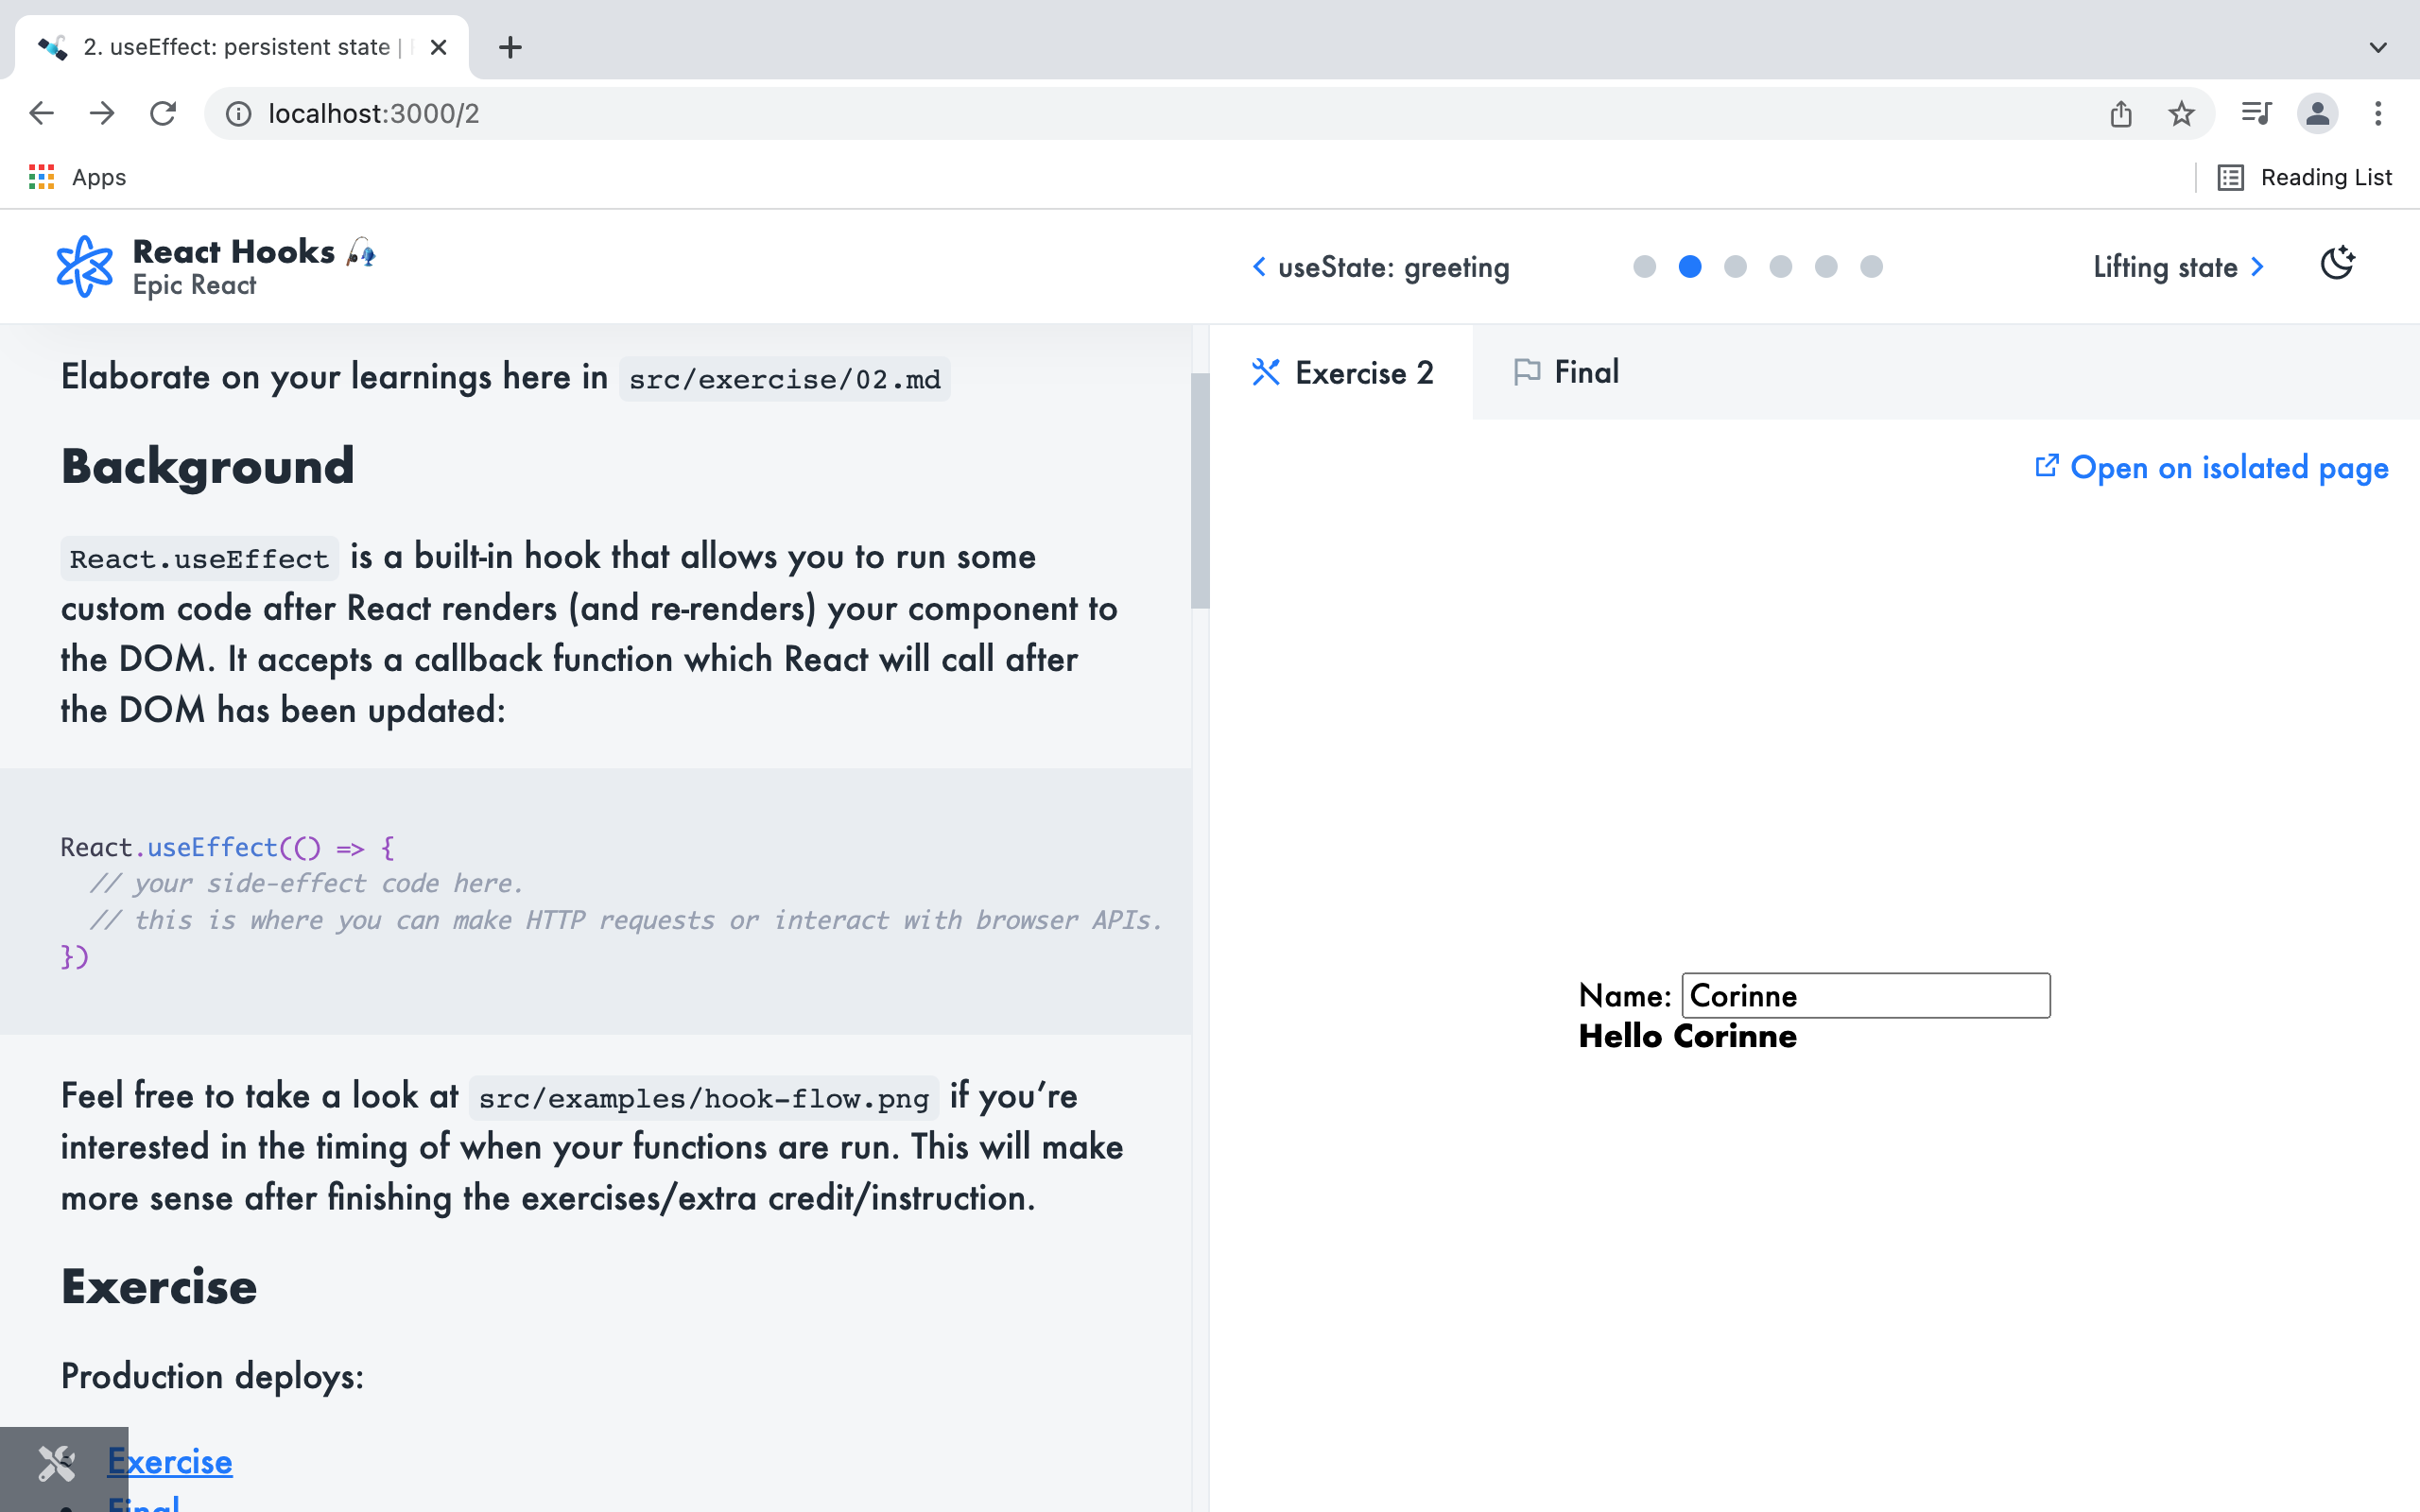 2. useEffect: persistent state |
localhost:3000/2
Apps
Reading List
React Hooks
Epic React
useState: greeting
Lifting state
Elaborate on your learnings here in src/exercise/02.md
Background
React.useEffect is a built-in hook that allows you to run some
custom code after React renders (and re-renders) your component to
the DOM. It accepts a callback function which React will call after
the DOM has been updated:
React.useEffect(() => {
// your side-effect code here.
// this is where you can make HTTP requests or interact with browser APIs.
})
Feel free to take a look at src/examples/hook-flow.png if you’re
interested in the timing of when your functions are run. This will make
more sense after finishing the exercises/extra credit/instruction.
Exercise
Production deploys:
Exercise
Final
Exercise 2
Final
Open on isolated page
Name: Corinne
Hello Corinne